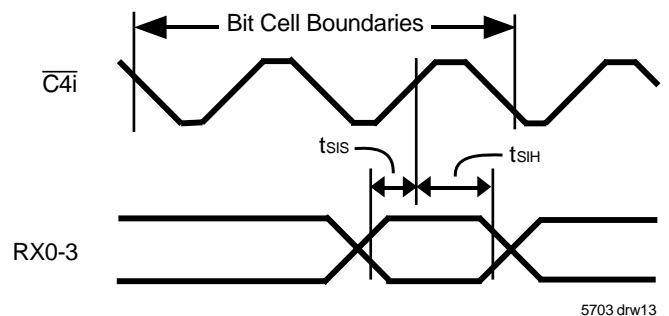 Bit Cell Boundaries
C4i
tSIS
tSIH
RX0-3
5703 drw13